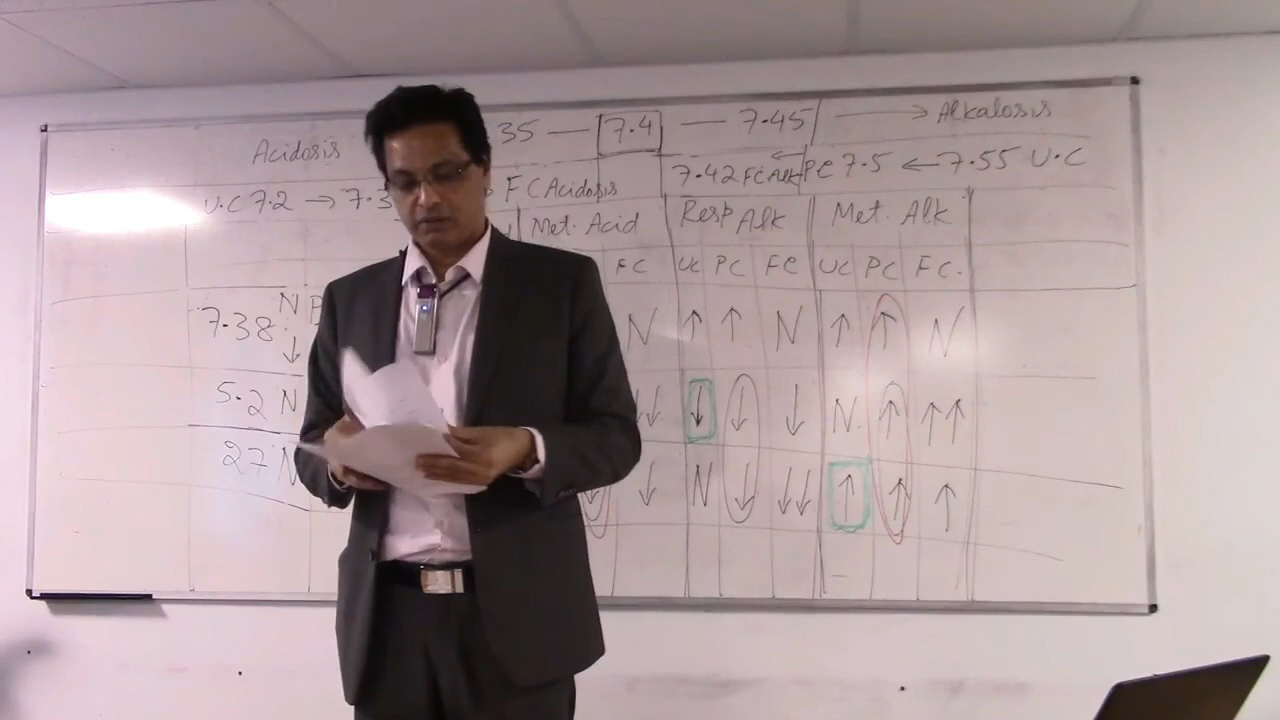 35 — 7.4 — 7.45 → Alkalosis
Acidosis
7.42 FC Alk PC 7.5 ← 7.55 U.C
U.C 7.2 → 7.3 FC Acidosis
Met. Acid Resp Alk Met. Alk
FC UC PC FC UC PC FC.
7.38 N ↓ N ↑ ↑ N ↑ ↑ N
5.2 N ↓↓ ↓ ↓ ↓ N. ↑ ↑↑
27 N ↓ ↓ N ↓ ↓↓ ↑ ↑ ↑